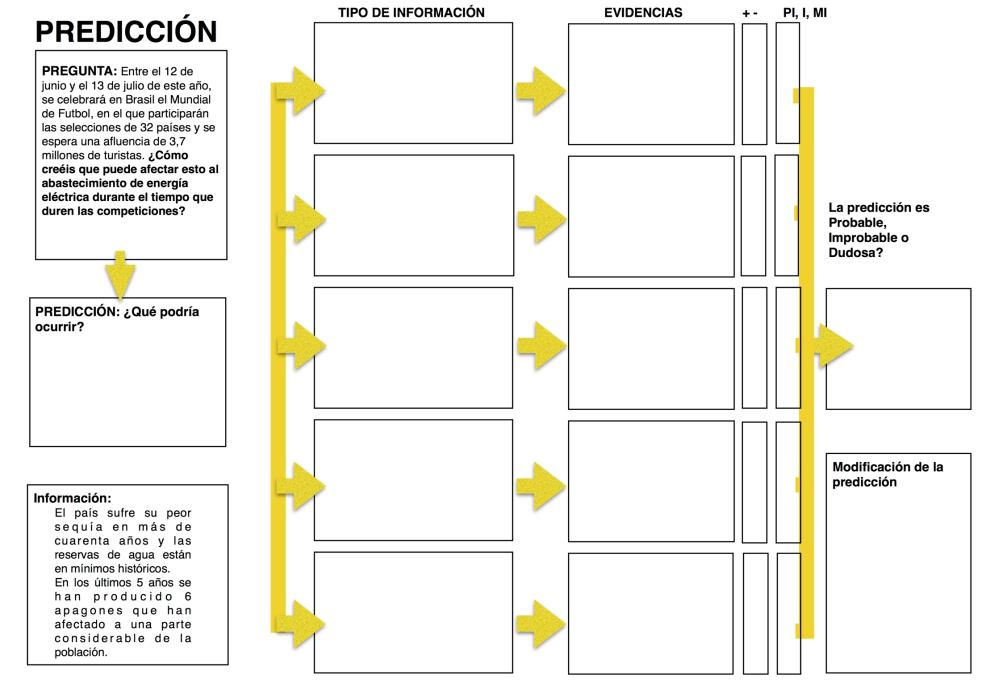 PREDICCIÓN
TIPO DE INFORMACIÓN
EVIDENCIAS
+ -
PI, I, MI
PREGUNTA: Entre el 12 de
junio y el 13 de julio de este año,
se celebrará en Brasil el Mundial
de Futbol, en el que participarán
las selecciones de 32 países y se
espera una afluencia de 3,7
millones de turistas. ¿Cómo
creéis que puede afectar esto al
abastecimiento de energía
eléctrica durante el tiempo que
duren las competiciones?
PREDICCIÓN: ¿Qué podría
ocurrir?
Información:
El país sufre su peor
sequía en más de
cuarenta años y las
reservas de agua están
en mínimos históricos.
En los últimos 5 años se
han producido 6
apagones que han
afectado a una parte
considerable de la
población.
La predicción es
Probable,
Improbable o
Dudosa?
Modificación de la
predicción